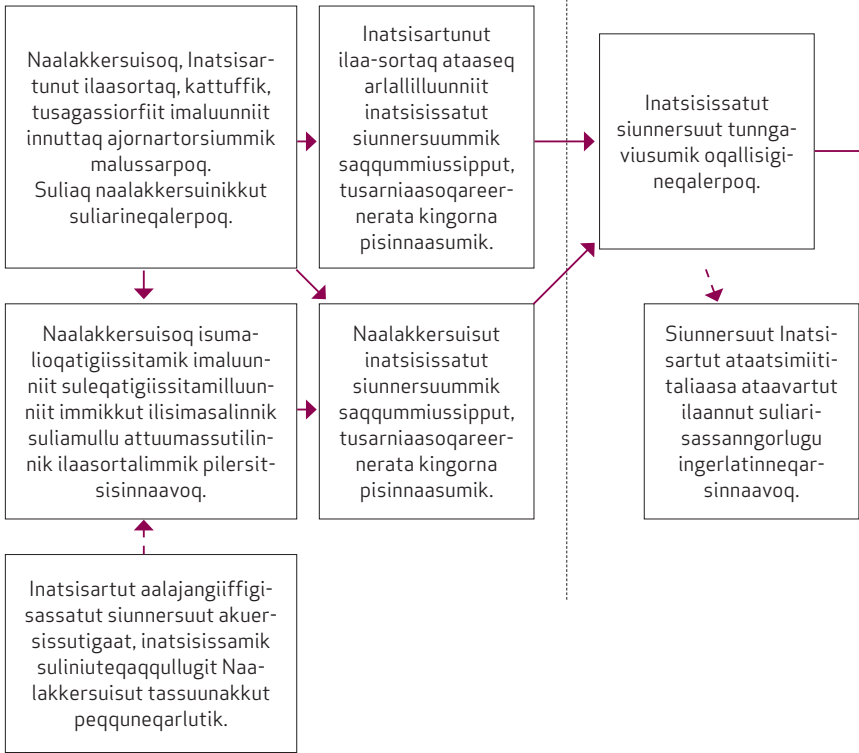 Naalakkersuisoq, Inatsisar-
tunut ilaasortaq, kattuffik,
tusagassiorfiit imaluunniit
innuttaq ajornartorsiummik
malussarpoq.
Suliaq naalakkersuinikkut
suliarineqalerpoq.
Inatsisartunut
ilaa-sortaq ataaseq
arlallilluunniit
inatsisissatut
siunnersuummik
saqqummiussipput,
tusarniaasoqareer-
nerata kingorna
pisinnaasumik.
Inatsisissatut
siunnersuut tunnga-
viusumik oqallisigi-
neqalerpoq.
Naalakkersuisoq isuma-
lioqatigiissitamik imaluun-
niit suleqatigiissitamilluun-
niit immikkut ilisimasalinnik
suliamullu attuumassutilin-
nik ilaasortalimmik pilersit-
sisinnaavoq.
Naalakkersuisut
inatsisissatut
siunnersuummik
saqqummiussipput,
tusarniaasoqareer-
nerata kingorna
pisinnaasumik.
Siunnersuut Inatsi-
sartut ataatsimiiti-
taliaasa ataavartut
ilaannut suliari-
sassanngorlugu
ingerlatinneqar-
sinnaavoq.
Inatsisartut aalajangiiffigi-
sassatut siunnersuut akuer-
sissutigaat, inatsisissamik
suliniuteqaqqullugit Naa-
lakkersuisut tassuunakkut
peqquneqarlutik.